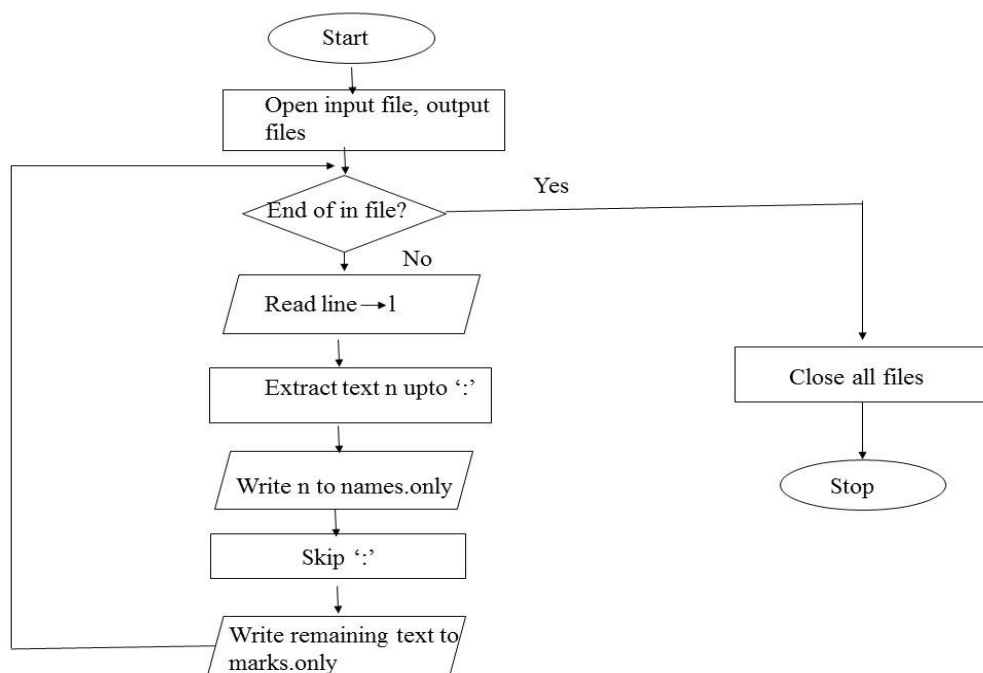 Start
Open input file, output
files
End of in file?
Yes
No
Read line → l
Extract text n upto ‘:’
Write n to names.only
Skip ‘:’
Write remaining text to
marks.only
Close all files
Stop